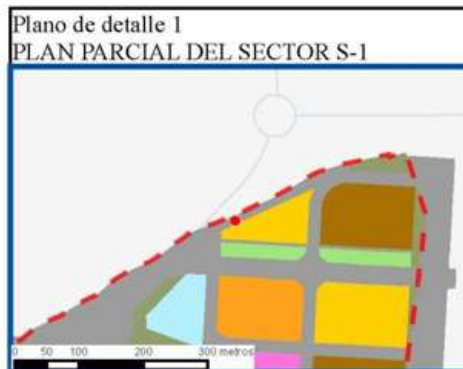 Plano de detalle 1
PLAN PARCIAL DEL SECTOR S-1
0 50 100 200 300 metros